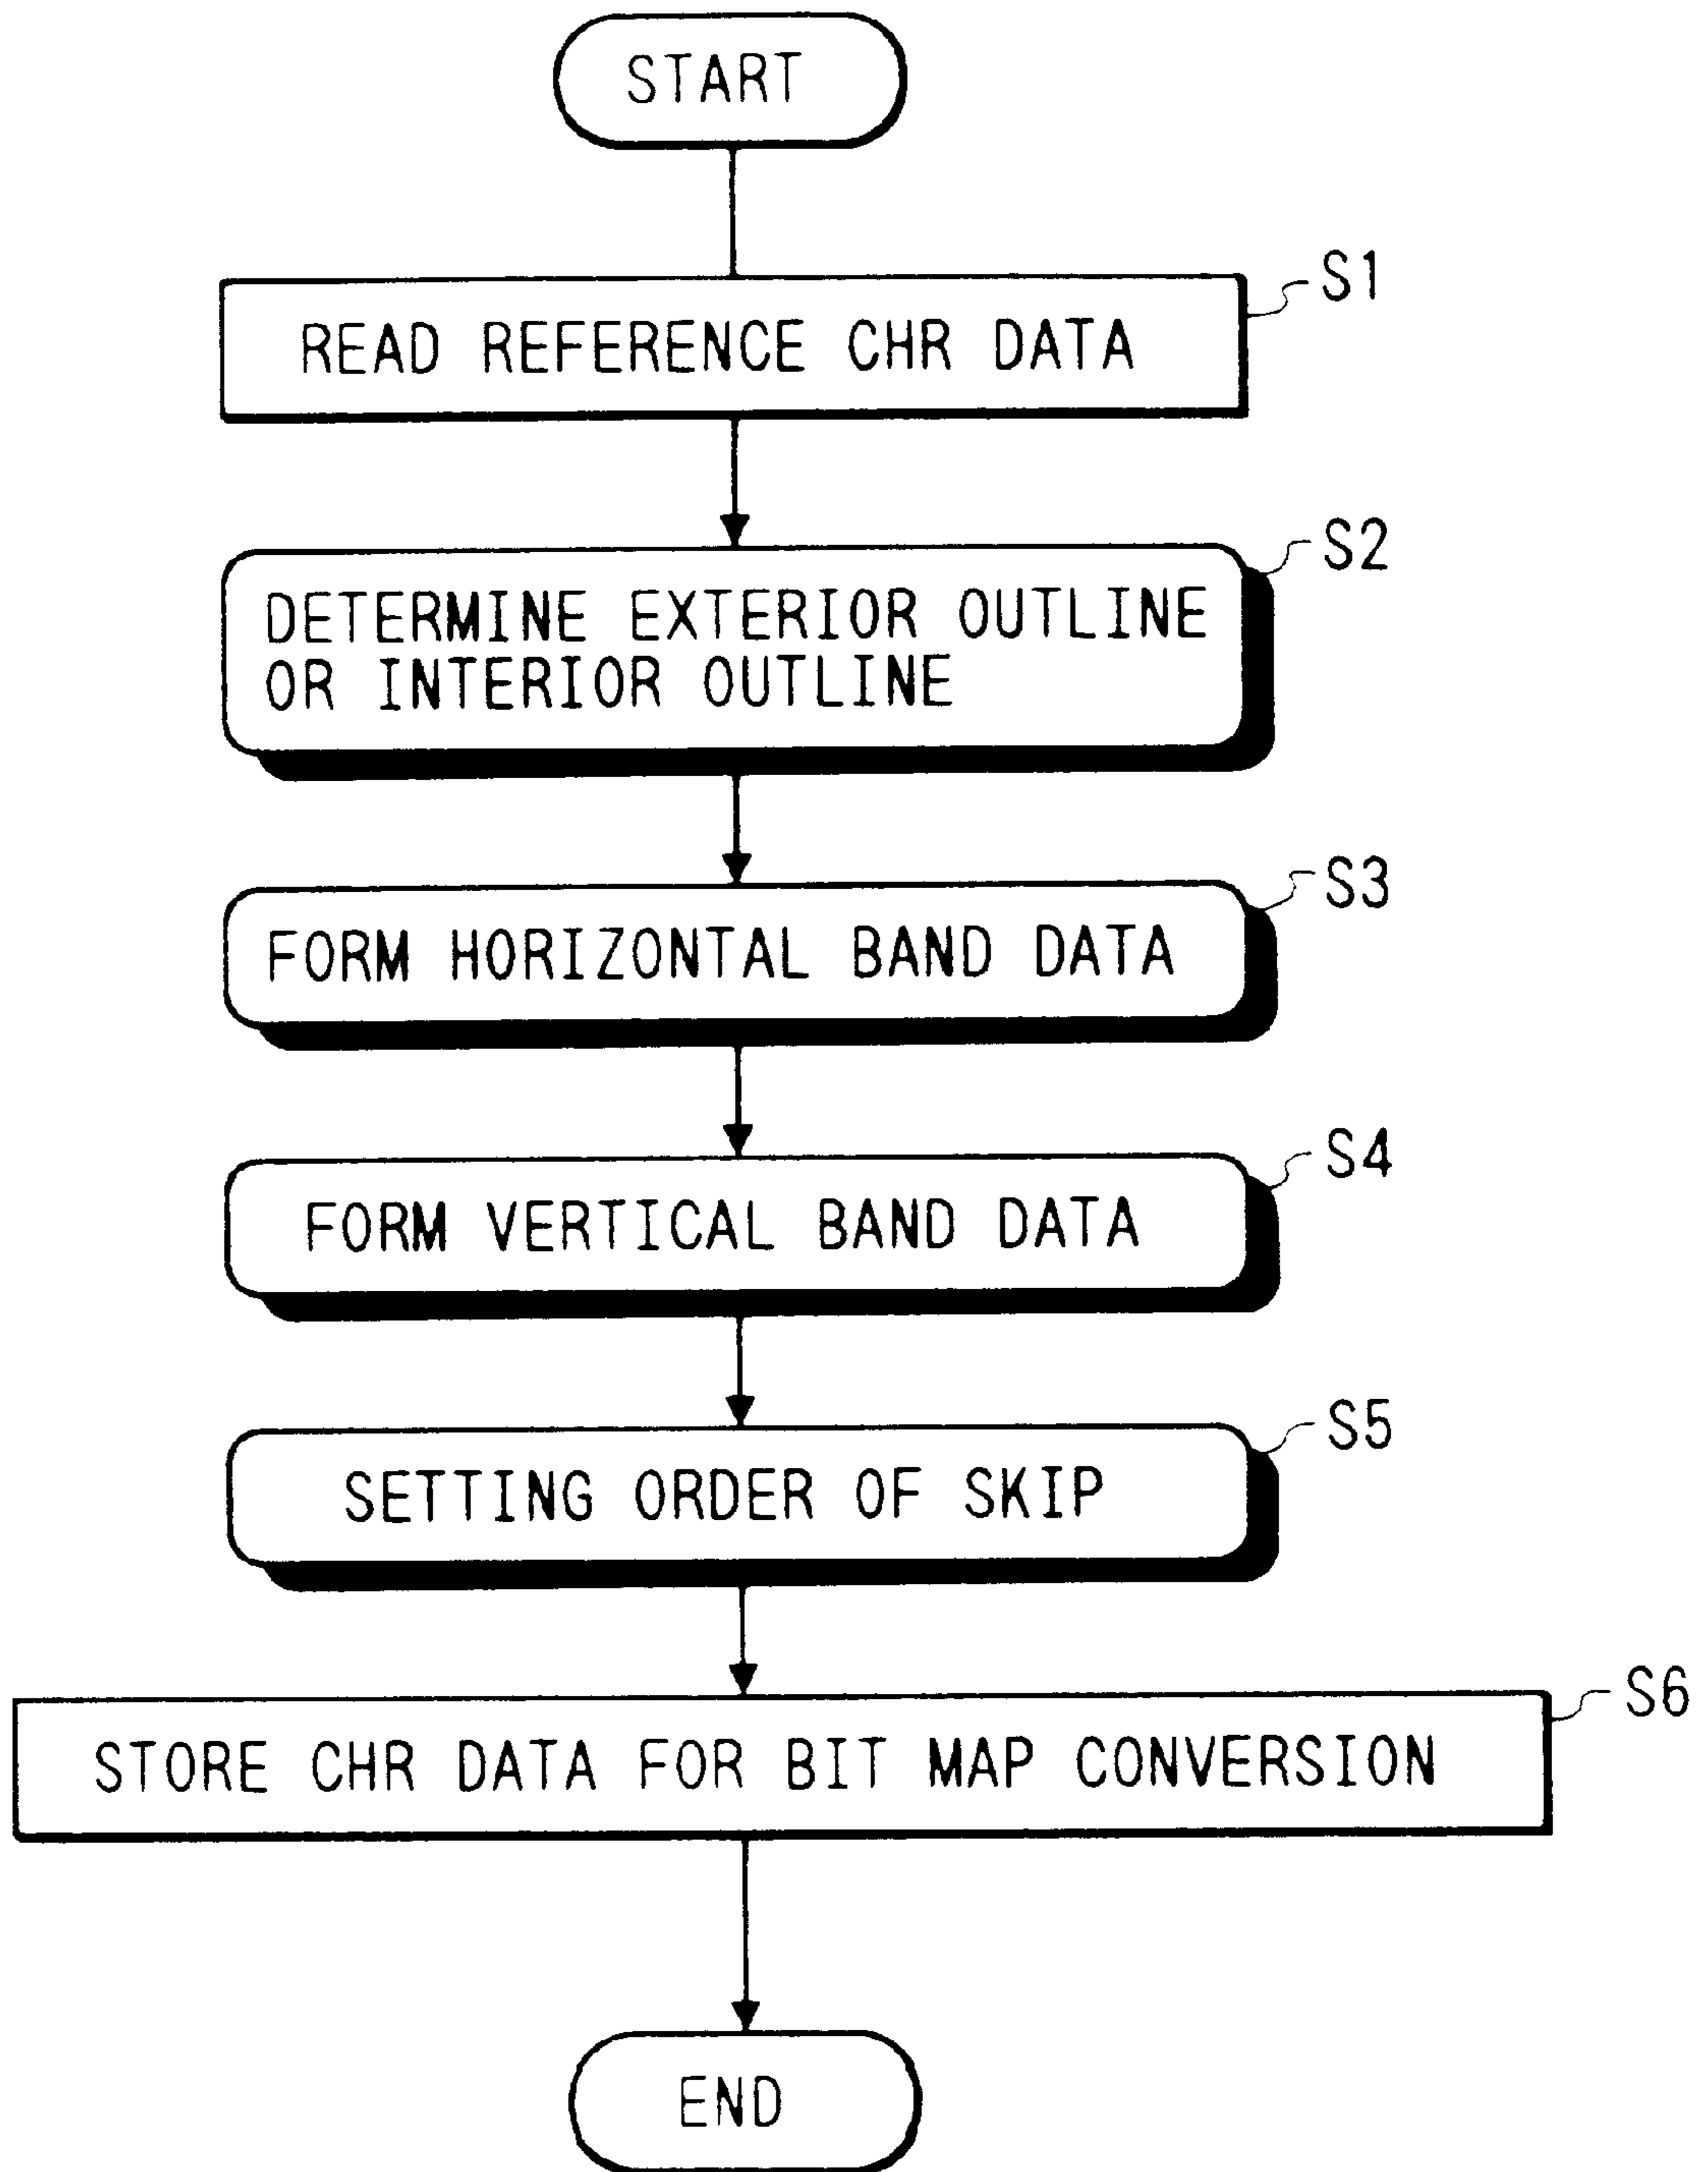 START
S1
READ REFERENCE CHR DATA
S2
DETERMINE EXTERIOR OUTLINE
OR INTERIOR OUTLINE
S3
FORM HORIZONTAL BAND DATA
S4
FORM VERTICAL BAND DATA
S5
SETTING ORDER OF SKIP
S6
STORE CHR DATA FOR BIT MAP CONVERSION
END